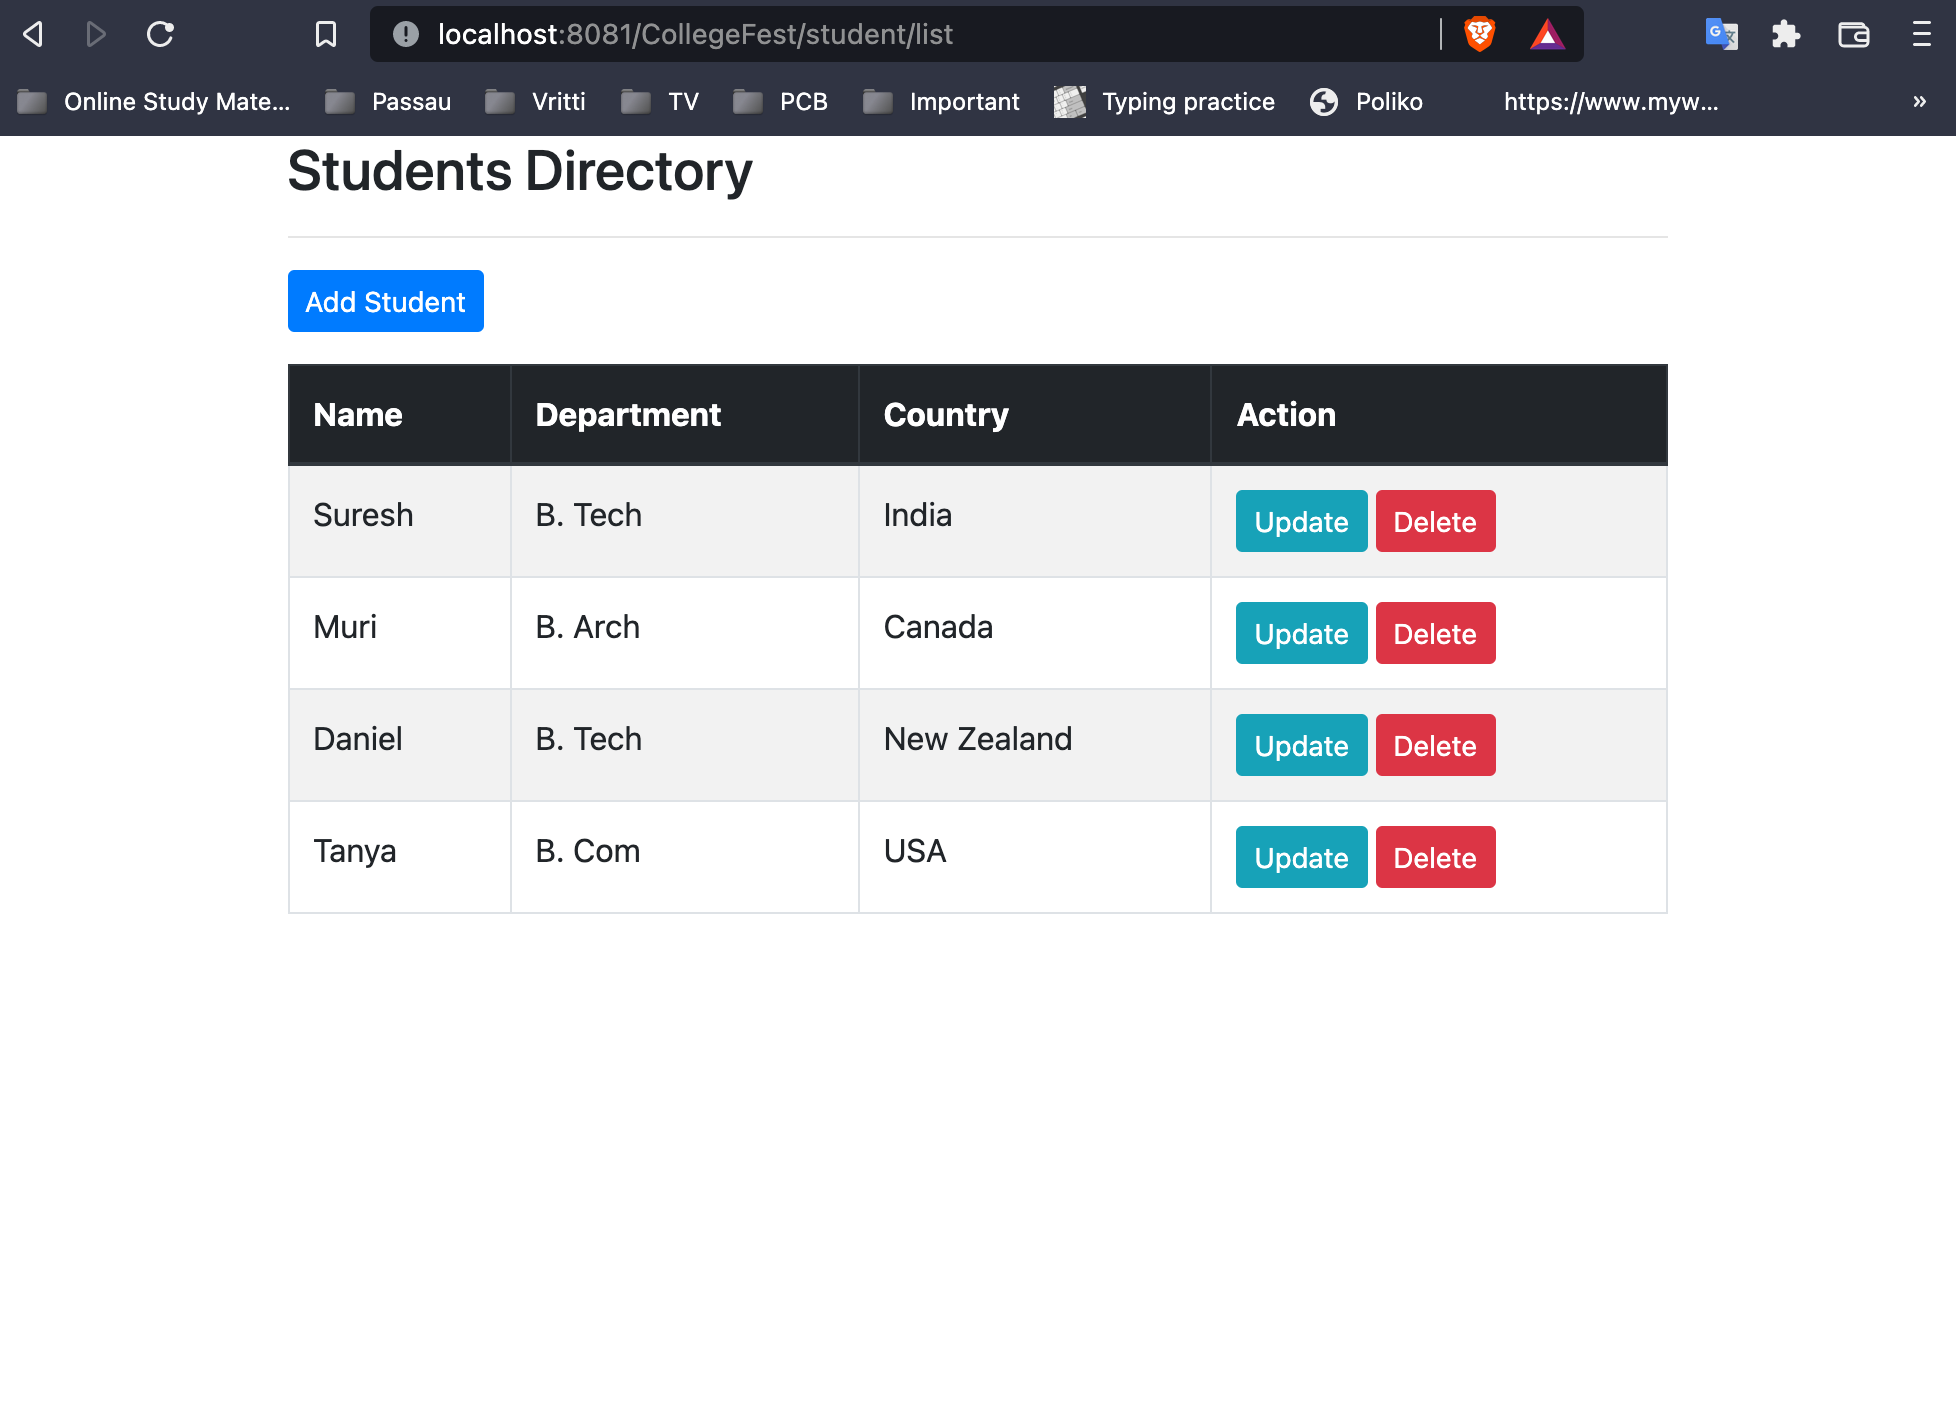 localhost:8081/CollegeFest/student/list
Online Study Mate... Passau Vritti TV PCB Important Typing practice Poliko https://www.myw... »
Students Directory
Add Student
Name Department Country Action
Suresh B. Tech India Update Delete
Muri B. Arch Canada Update Delete
Daniel B. Tech New Zealand Update Delete
Tanya B. Com USA Update Delete